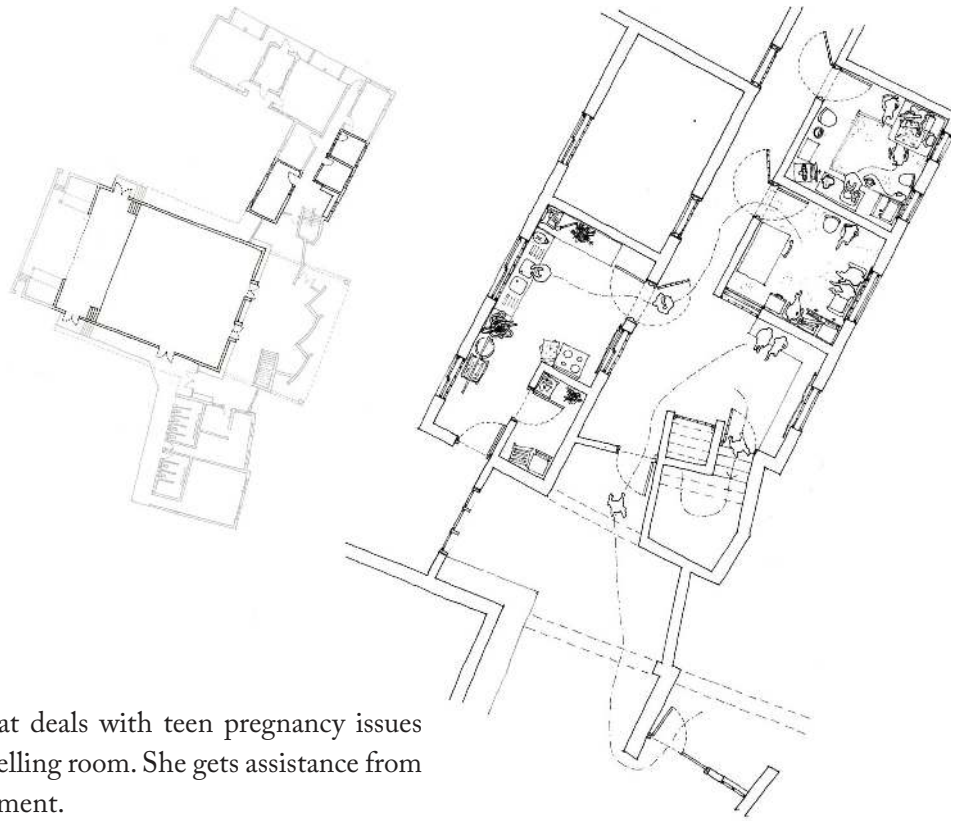 at deals with teen pregnancy issues
elling room. She gets assistance from
ment.